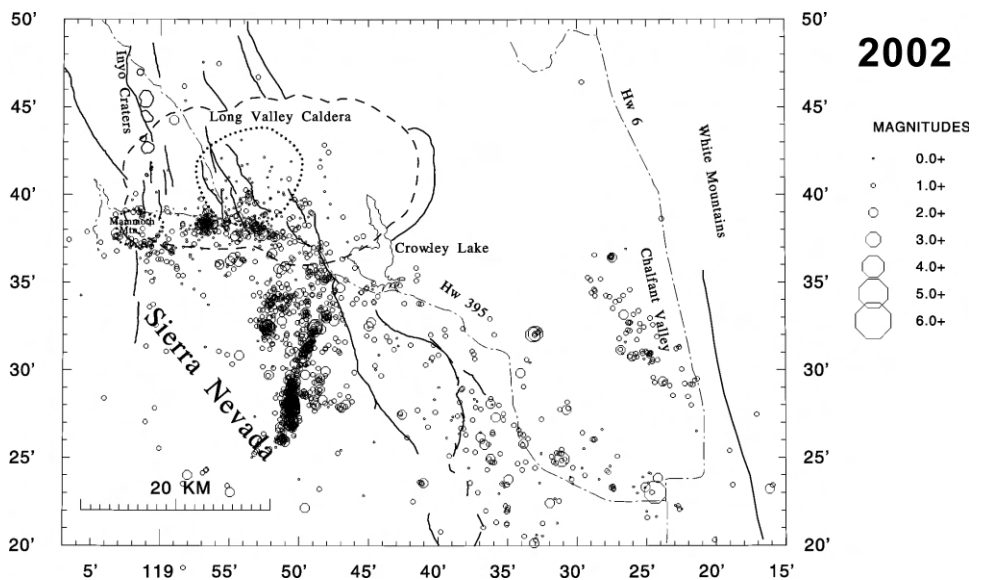 50'
2002
45'
40'
35'
30'
25'
20'
50'
45'
40'
35'
30'
25'
20'
5'
119 °
55'
50'
45'
40'
35'
30'
25'
20'
15'
Inyo Craters
Long Valley Caldera
Hw 6
White Mountains
Mammoth
Mtn.
Crowley Lake
Chalfant Valley
Hw 395
Sierra Nevada
20 KM
MAGNITUDES
0.0+
1.0+
2.0+
3.0+
4.0+
5.0+
6.0+